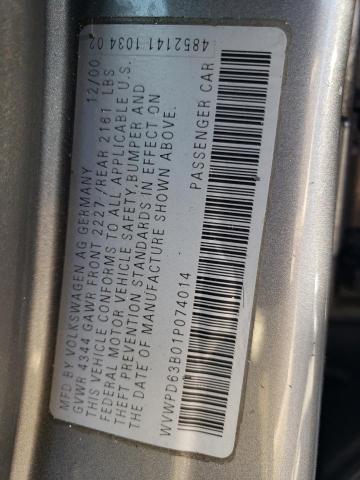 4852141 1034 02
MFD BY VOLKSWAGEN AG GERMANY 12/00
GVWR 4344 GAWR FRONT 2227 /REAR 2161 LBS
THIS VEHICLE CONFORMS TO ALL APPLICABLE U.S.
FEDERAL MOTOR VEHICLE SAFETY,BUMPER AND
THEFT PREVENTION STANDARDS IN EFFECT ON
THE DATE OF MANUFACTURE SHOWN ABOVE.
WVWPD63B01P074014 PASSENGER CAR